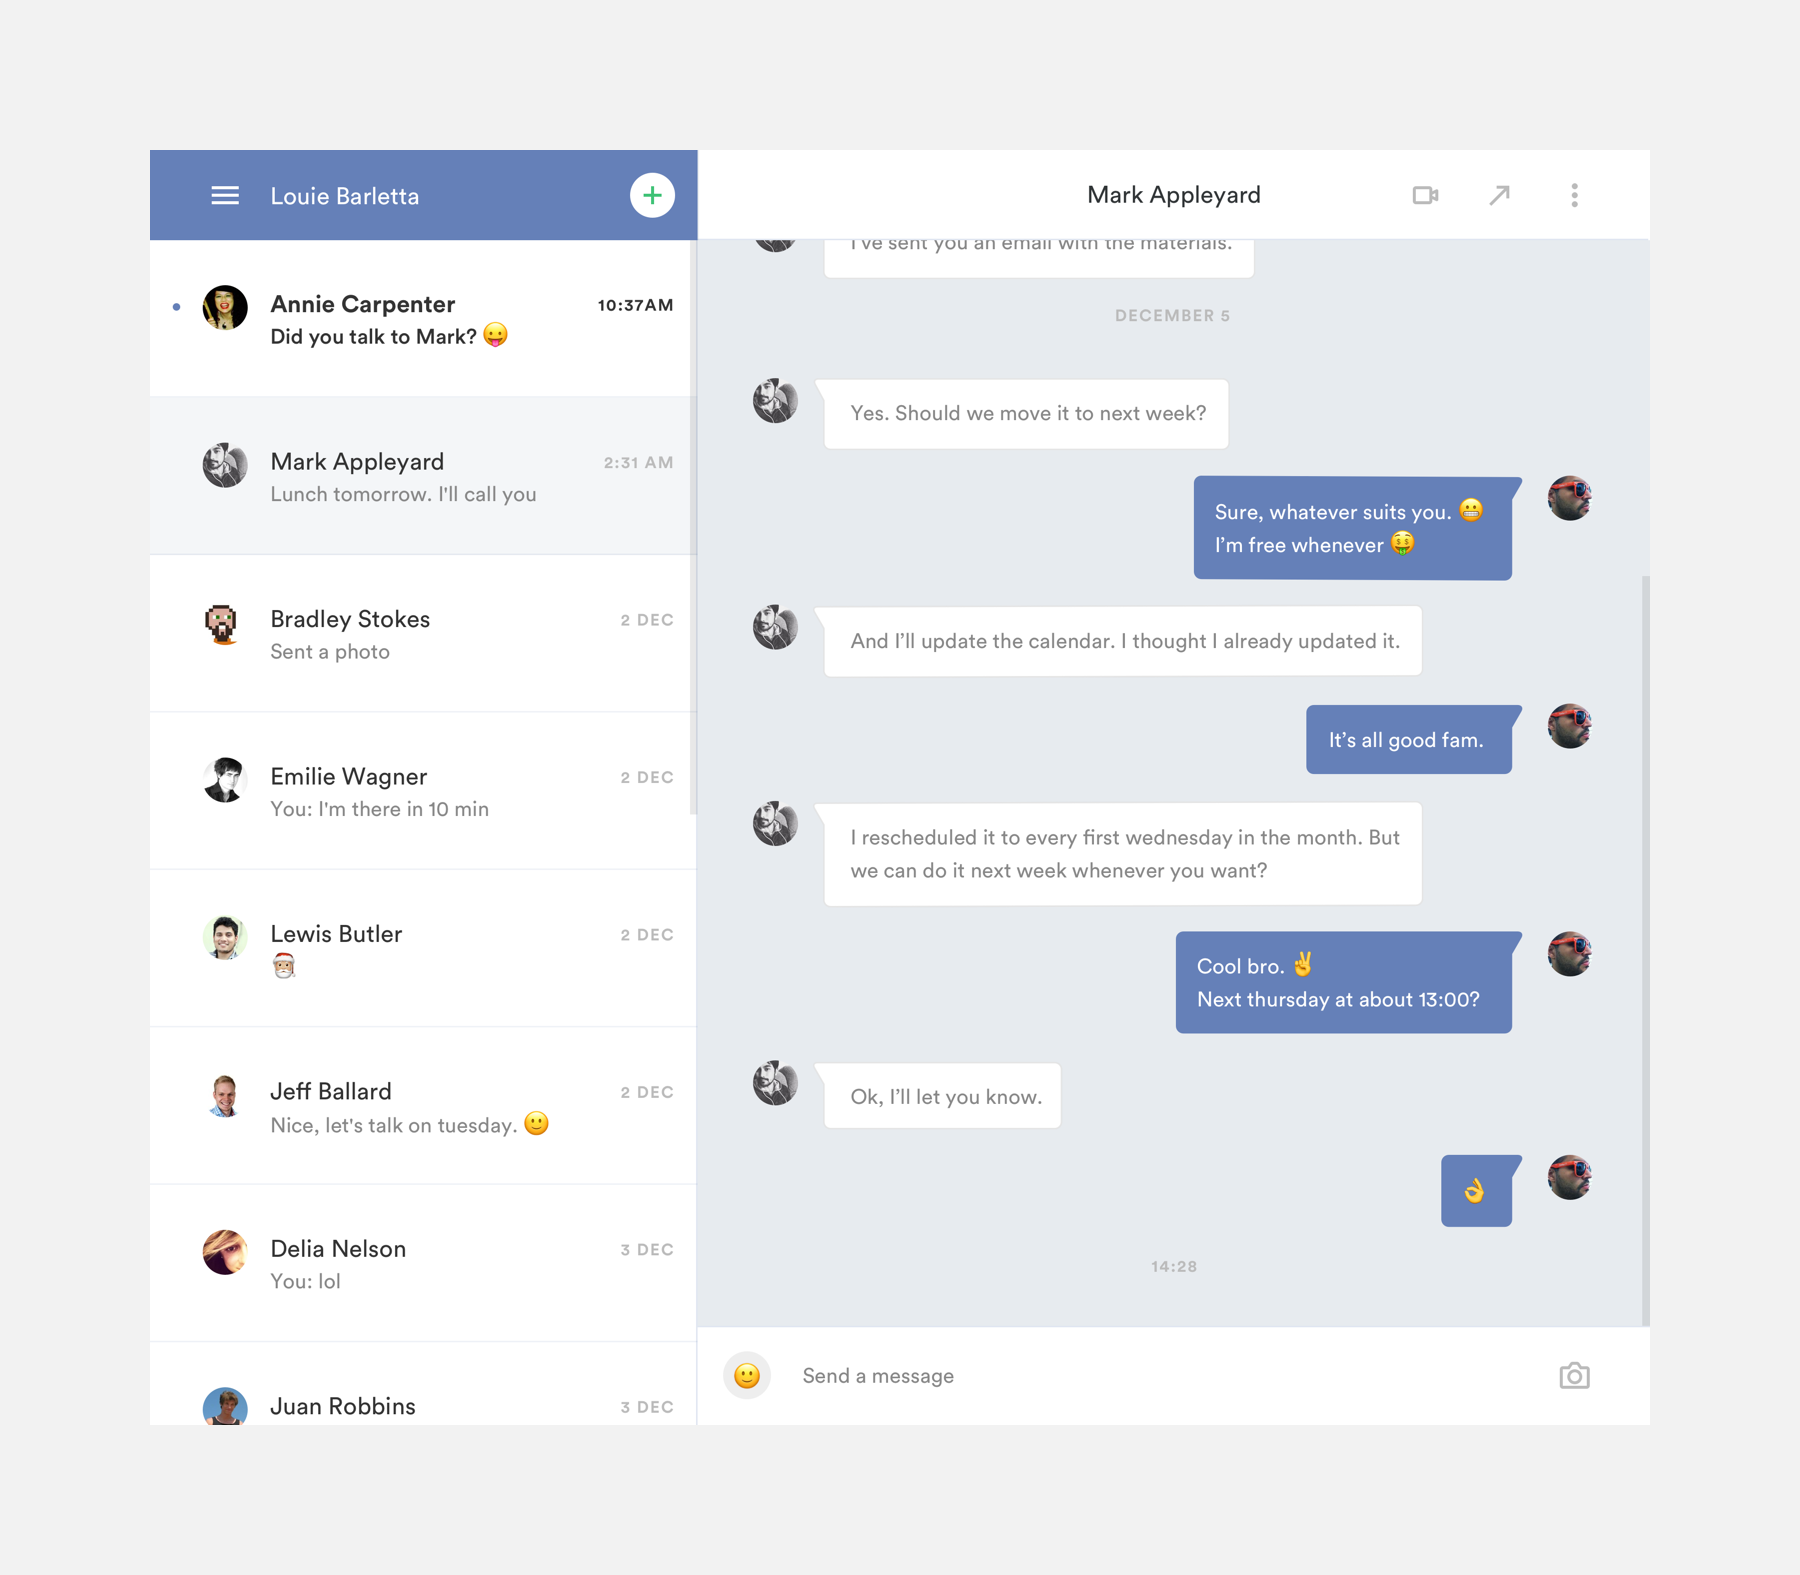 Louie Barletta
Annie Carpenter
10:37AM
Did you talk to Mark? 😛
Mark Appleyard
2:31 AM
Lunch tomorrow. I'll call you
Bradley Stokes
2 DEC
Sent a photo
Emilie Wagner
2 DEC
You: I'm there in 10 min
Lewis Butler
2 DEC
🎅🏼
Jeff Ballard
2 DEC
Nice, let's talk on tuesday. 🙂
Delia Nelson
3 DEC
You: lol
Juan Robbins
3 DEC
Mark Appleyard
I've sent you an email with the materials.
DECEMBER 5
Yes. Should we move it to next week?
Sure, whatever suits you. 😬
I’m free whenever 🤑
And I’ll update the calendar. I thought I already updated it.
It’s all good fam.
I rescheduled it to every first wednesday in the month. But
we can do it next week whenever you want?
Cool bro. ✌️
Next thursday at about 13:00?
Ok, I’ll let you know.
👌
14:28
🙂
Send a message